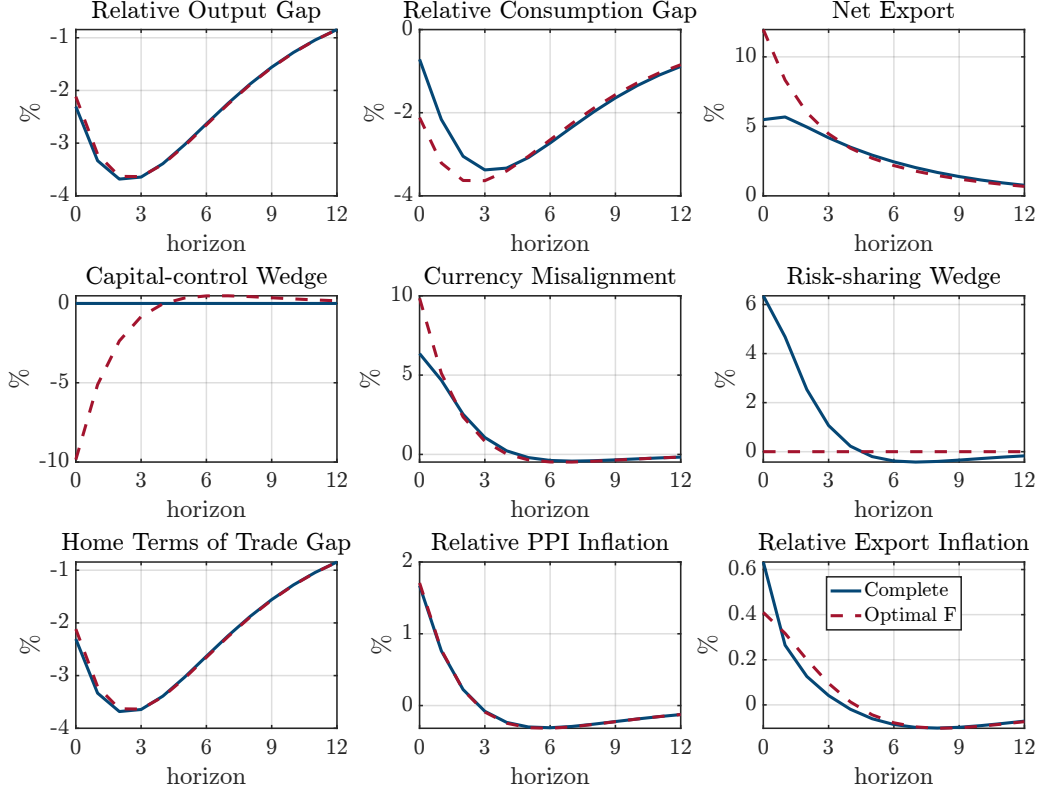 Relative Output Gap
-1
-2
-3
-4
%
0 3 6 9 12
horizon
Relative Consumption Gap
0
-2
-4
%
0 3 6 9 12
horizon
Net Export
10
5
0
%
0 3 6 9 12
horizon
Capital-control Wedge
0
-5
-10
%
0 3 6 9 12
horizon
Currency Misalignment
10
5
0
%
0 3 6 9 12
horizon
Risk-sharing Wedge
6
4
2
0
%
0 3 6 9 12
horizon
Home Terms of Trade Gap
-1
-2
-3
-4
%
0 3 6 9 12
horizon
Relative PPI Inflation
2
1
0
%
0 3 6 9 12
horizon
Relative Export Inflation
0.6
0.4
0.2
0
%
Complete
Optimal F
0 3 6 9 12
horizon